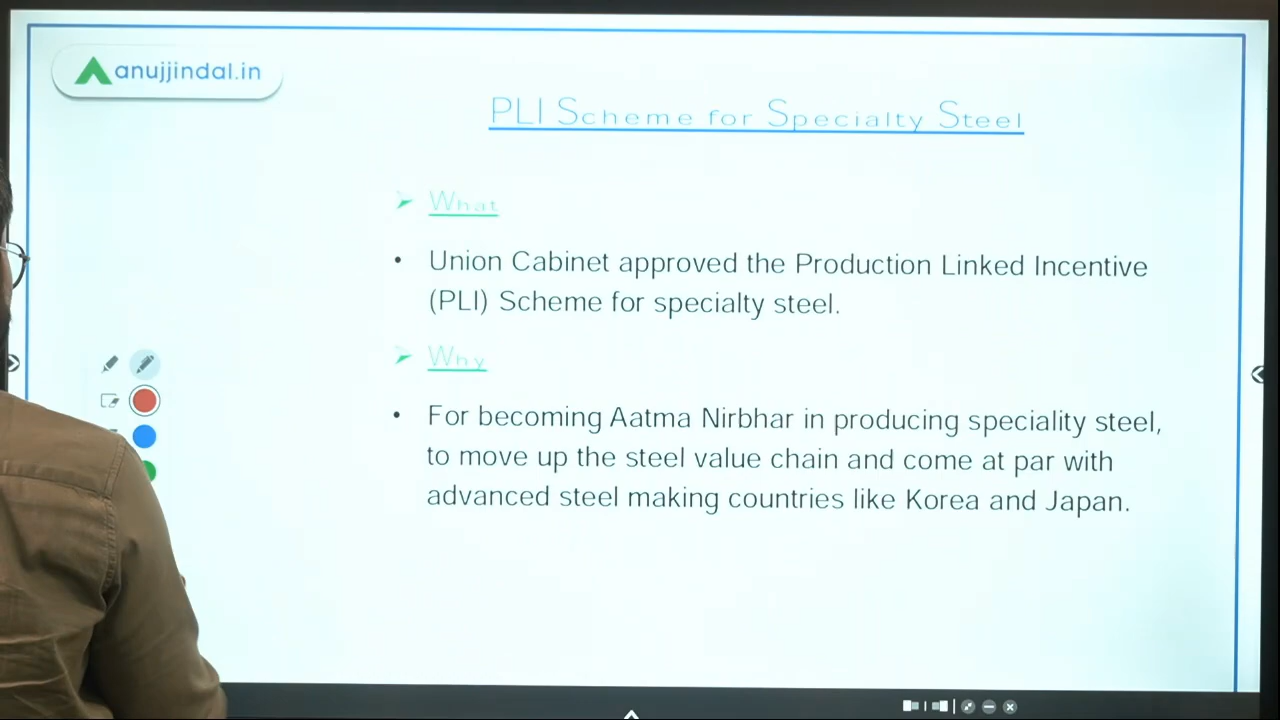 anujjindal.in
PLI Scheme for Specialty Steel
What
Union Cabinet approved the Production Linked Incentive
(PLI) Scheme for specialty steel.
Why
For becoming Aatma Nirbhar in producing speciality steel,
to move up the steel value chain and come at par with
advanced steel making countries like Korea and Japan.